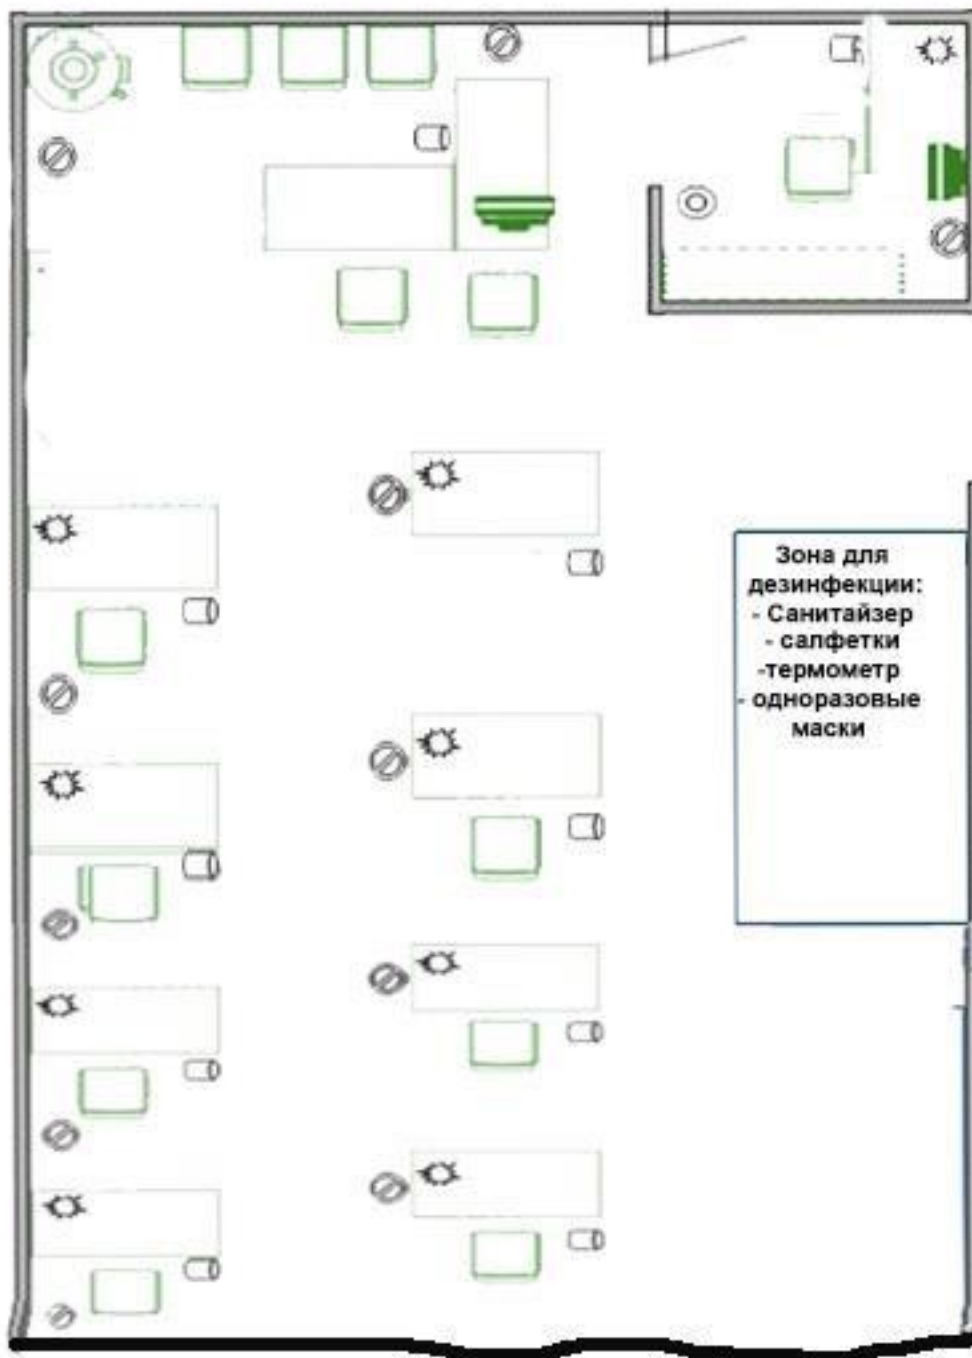 Зона для
дезинфекции:
- Санитайзер
- салфетки
-термометр
- одноразовые
маски